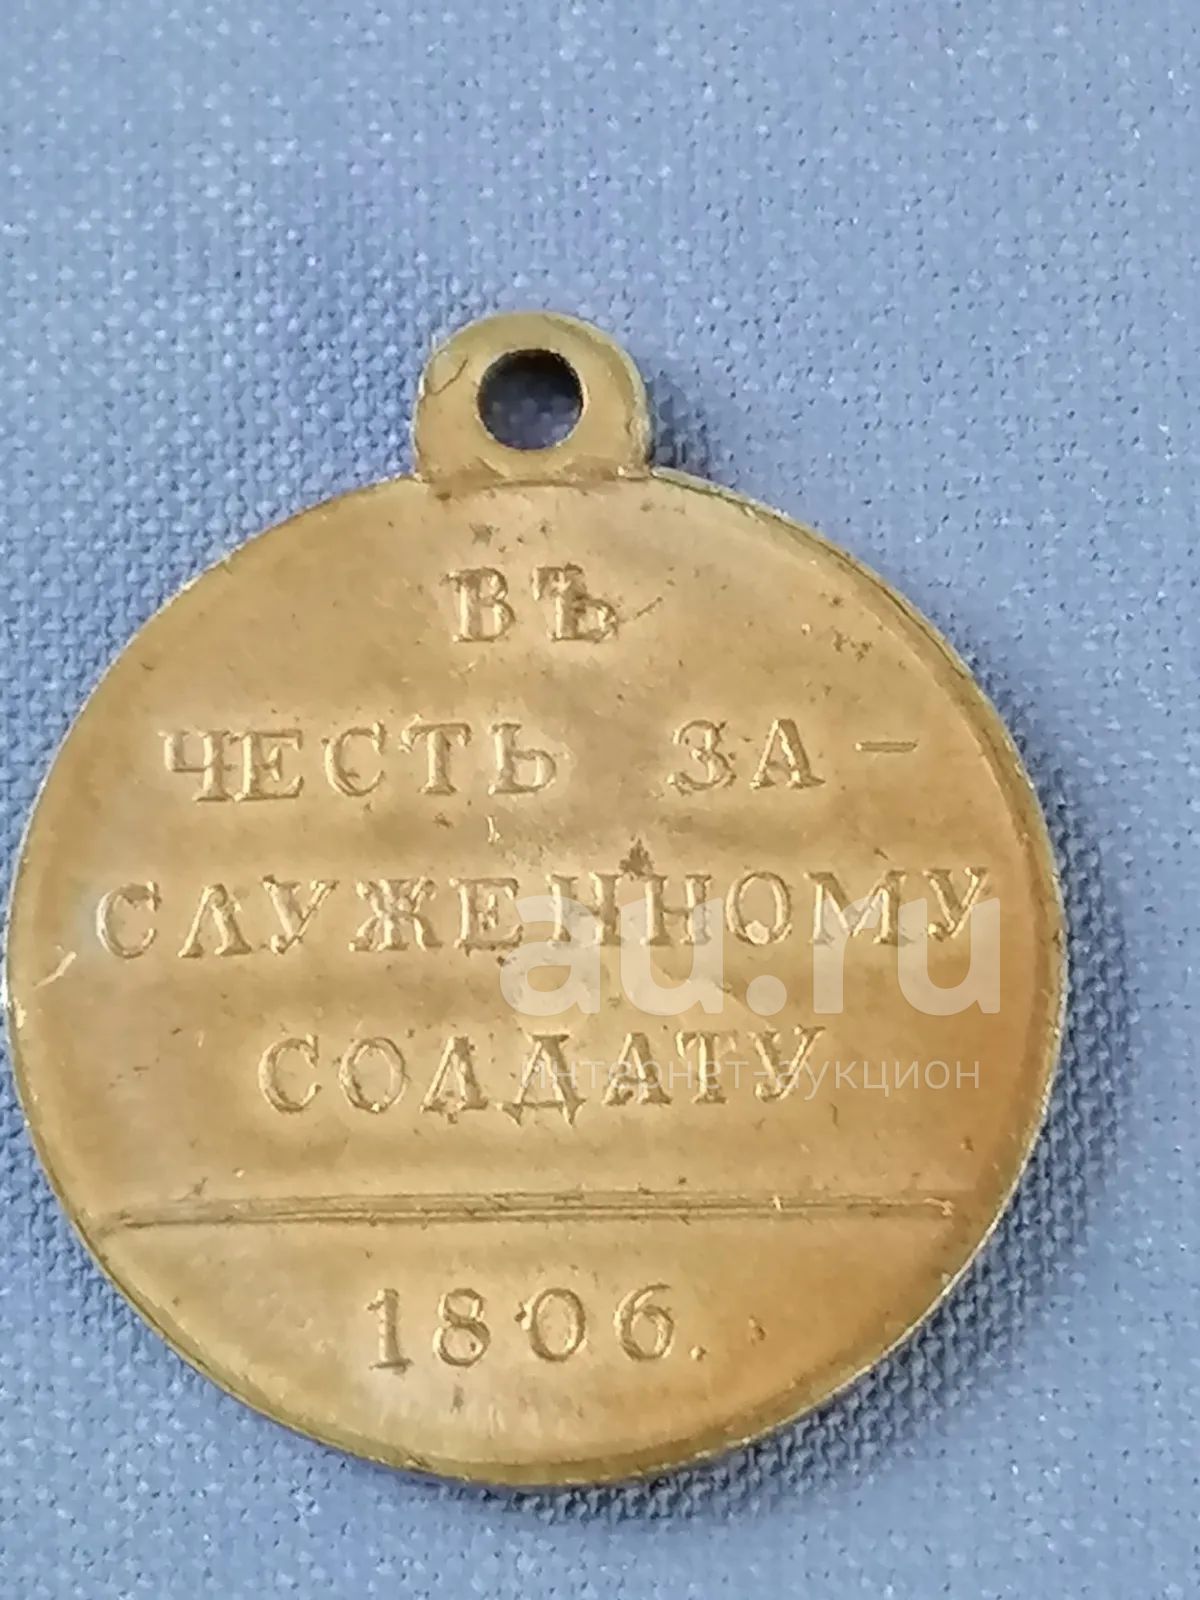 ВЪ
ЧЕСТЬ ЗА-
СЛУЖЕННОМУ
СОЛДАТУ
1806.
au.ru
интернет-аукцион